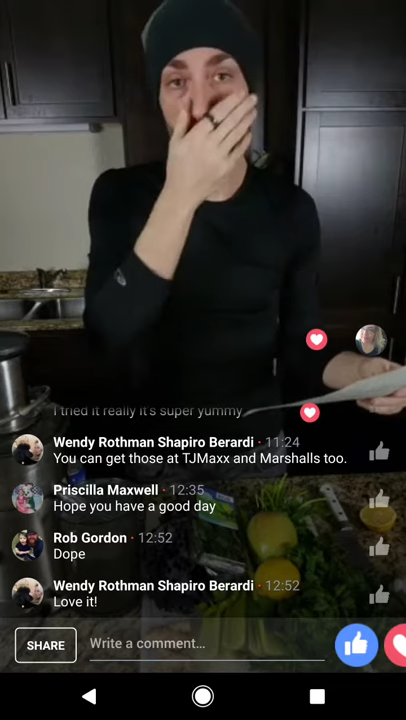 I tried it really it's super yummy
Wendy Rothman Shapiro Berardi · 11:24
You can get those at TJMaxx and Marshalls too.
Priscilla Maxwell · 12:35
Hope you have a good day
Rob Gordon · 12:52
Dope
Wendy Rothman Shapiro Berardi · 12:52
Love it!
SHARE
Write a comment...